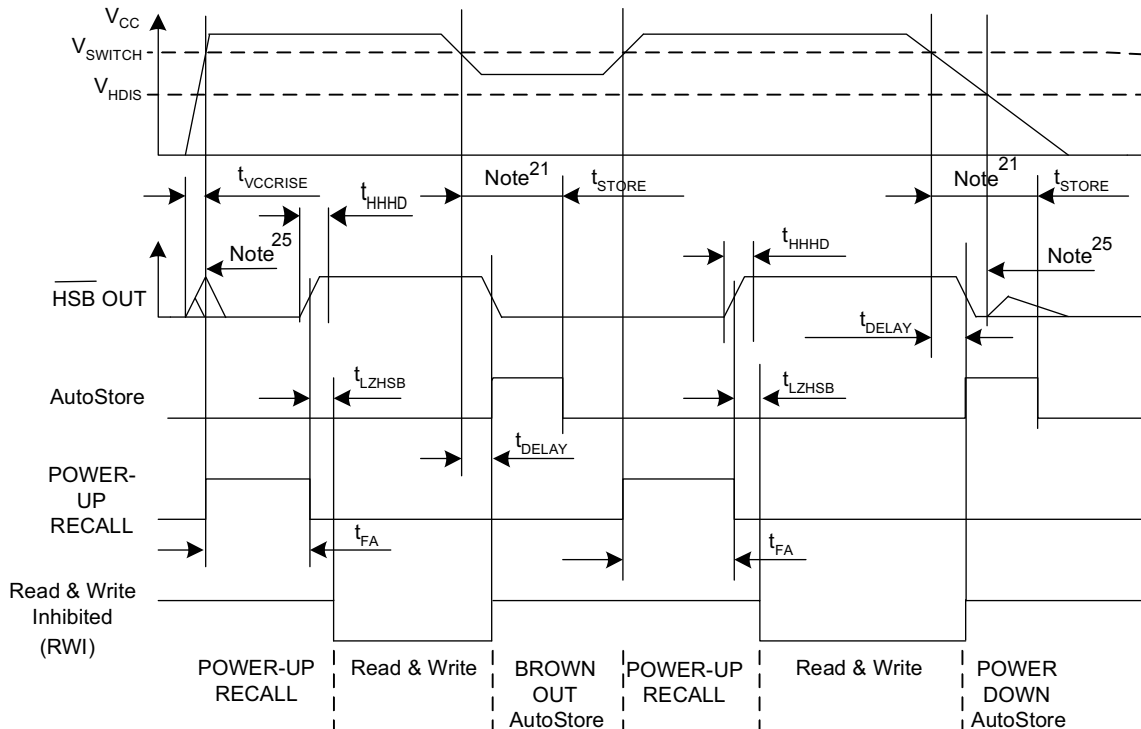 VCC
VSWITCH
VHDIS
tVCCRISE
Note21
tSTORE
Note21
tSTORE
tHHHD
Note25
tHHHD
Note25
HSB OUT
tDELAY
tLZHSB
tLZHSB
AutoStore
tDELAY
POWER-
UP
RECALL
tFA
tFA
Read & Write
Inhibited
(RWI)
POWER-UP
RECALL
Read & Write
BROWN
OUT
AutoStore
POWER-UP
RECALL
Read & Write
POWER
DOWN
AutoStore